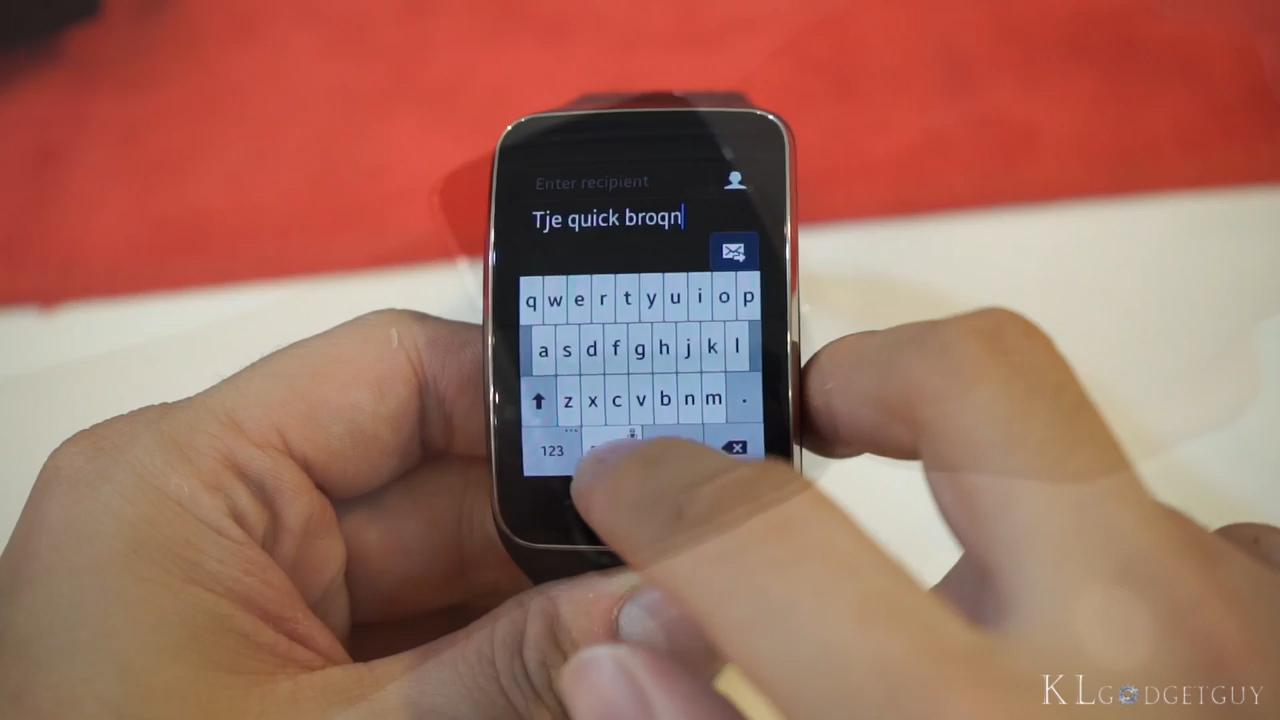 Enter recipient
Tje quick broqn
q w e r t y u i o p
a s d f g h j k l
z x c v b n m .
123
KLGADGETGUY